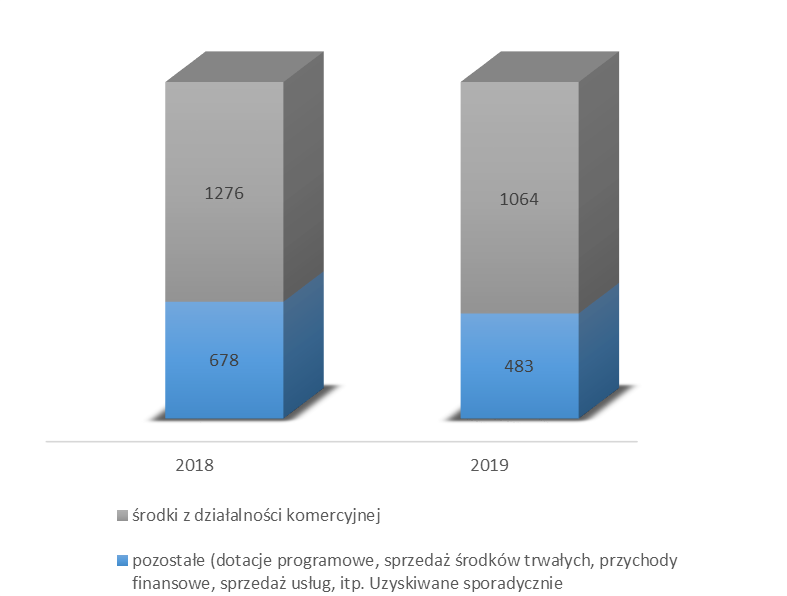 1276
1064
678
483
2018
2019
środki z działalności komercyjnej
pozostałe (dotacje programowe, sprzedaż środków trwałych, przychody
finansowe, sprzedaż usług, itp. Uzyskiwane sporadycznie